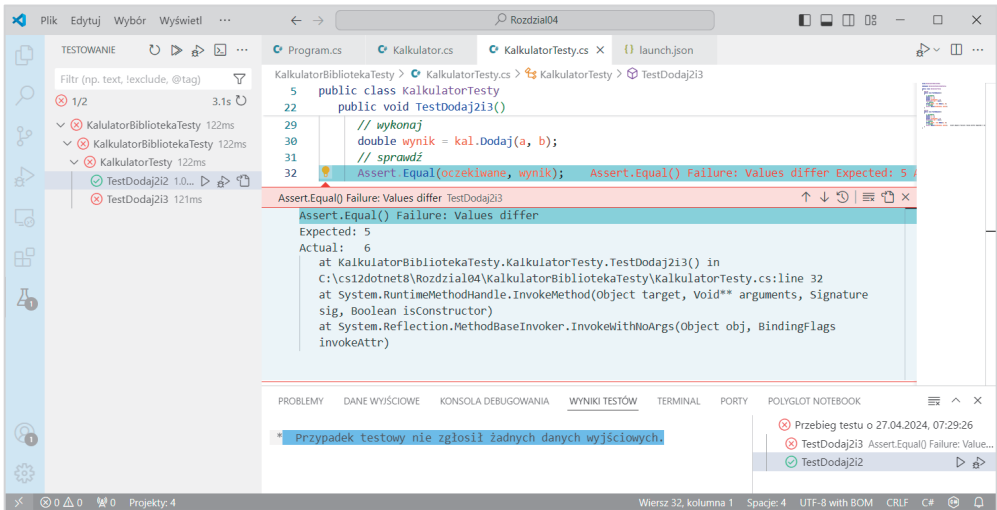 Plik Edytuj Wybór Wyświetl ··· Rozdzial04
TESTOWANIE
Filtr (np. text, !exclude, @tag)
1/2 3.1s
KalulatorBibliotekaTesty 122ms
KalkulatorBibliotekaTesty 122ms
KalkulatorTesty 122ms
TestDodaj2i2 1.0...
TestDodaj2i3 121ms
Program.cs Kalkulator.cs KalkulatorTesty.cs launch.json
KalkulatorBibliotekaTesty > KalkulatorTesty.cs > KalkulatorTesty > TestDodaj2i3
5 public class KalkulatorTesty
22 public void TestDodaj2i3()
29 // wykonaj
30 double wynik = kal.Dodaj(a, b);
31 // sprawdź
32 Assert.Equal(oczekiwane, wynik); Assert.Equal() Failure: Values differ Expected: 5 A
Assert.Equal() Failure: Values differ TestDodaj2i3
Assert.Equal() Failure: Values differ
Expected: 5
Actual: 6
at KalkulatorBibliotekaTesty.KalkulatorTesty.TestDodaj2i3() in
C:\cs12dotnet8\Rozdzial04\KalkulatorBibliotekaTesty\KalkulatorTesty.cs:line 32
at System.RuntimeMethodHandle.InvokeMethod(Object target, Void** arguments, Signature
sig, Boolean isConstructor)
at System.Reflection.MethodBaseInvoker.InvokeWithNoArgs(Object obj, BindingFlags
invokeAttr)
PROBLEMY DANE WYJŚCIOWE KONSOLA DEBUGOWANIA WYNIKI TESTÓW TERMINAL PORTY POLYGLOT NOTEBOOK
* Przypadek testowy nie zgłosił żadnych danych wyjściowych.
Przebieg testu o 27.04.2024, 07:29:26
TestDodaj2i3 Assert.Equal() Failure: Value...
TestDodaj2i2
1
1
0 0 0 Projekty: 4 Wiersz 32, kolumna 1 Spacje: 4 UTF-8 with BOM CRLF C#